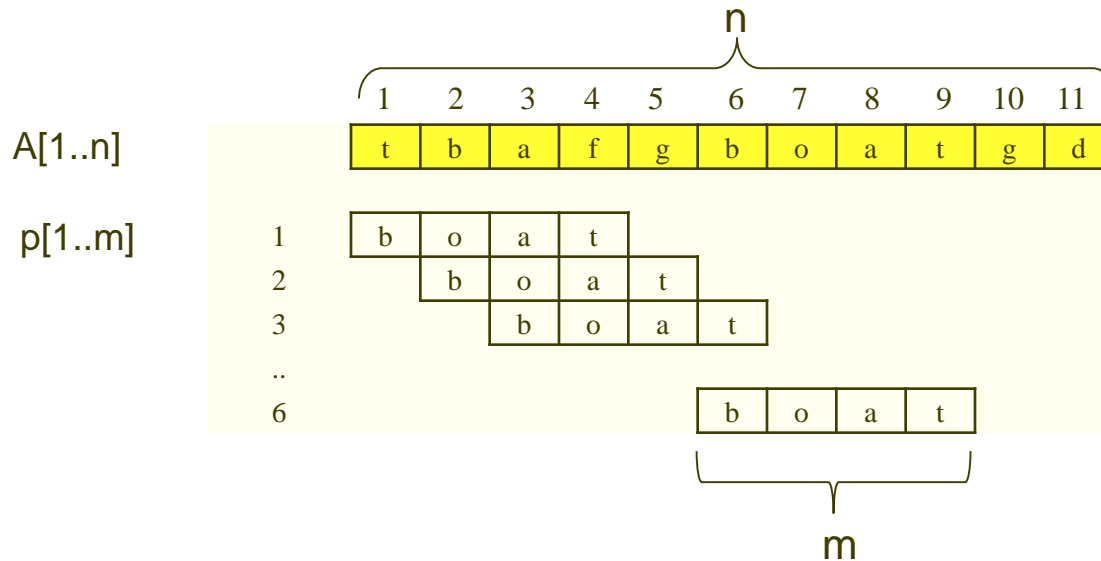 n
1 2 3 4 5 6 7 8 9 10 11
A[1..n] t b a f g b o a t g d
p[1..m] 1 b o a t
2 b o a t
3 b o a t
..
6 b o a t
m